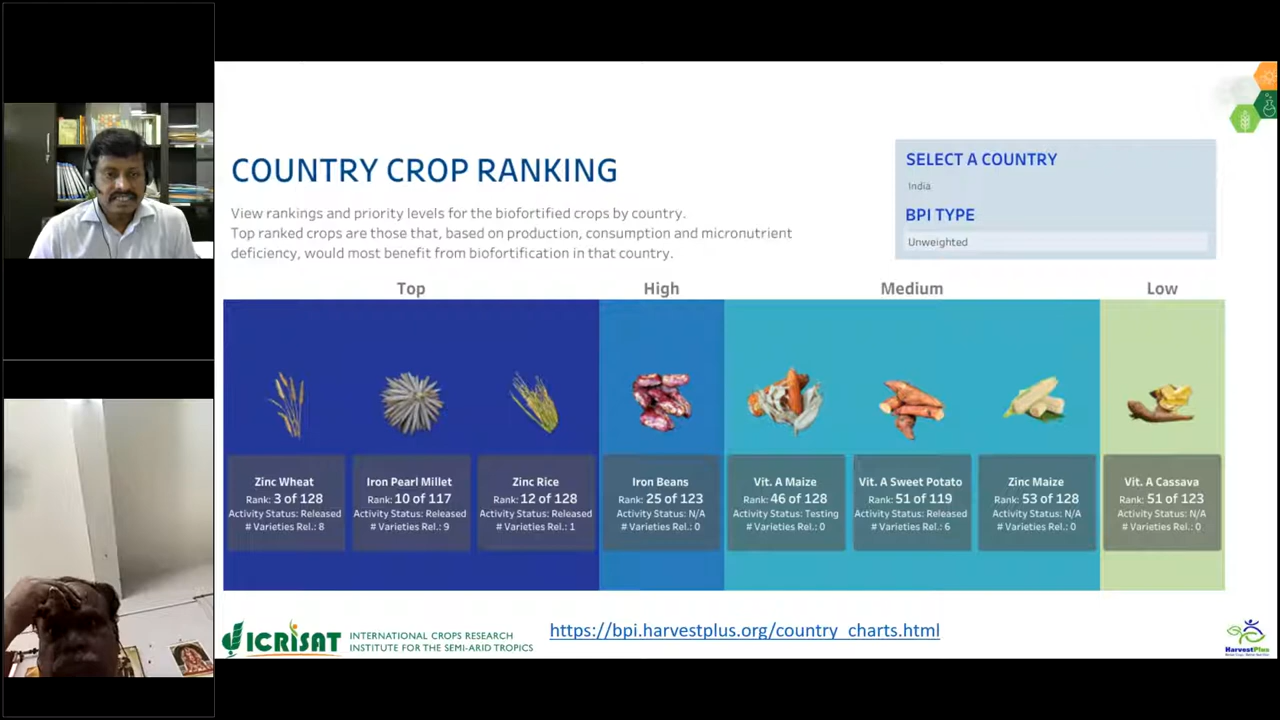 COUNTRY CROP RANKING
View rankings and priority levels for the biofortified crops by country.
Top ranked crops are those that, based on production, consumption and micronutrient
deficiency, would most benefit from biofortification in that country.
SELECT A COUNTRY
India
BPI TYPE
Unweighted
Top
High
Medium
Low
Zinc Wheat
Rank: 3 of 128
Activity Status: Released
# Varieties Rel.: 8
Iron Pearl Millet
Rank: 10 of 117
Activity Status: Released
# Varieties Rel.: 9
Zinc Rice
Rank: 12 of 128
Activity Status: Released
# Varieties Rel.: 1
Iron Beans
Rank: 25 of 123
Activity Status: N/A
# Varieties Rel.: 0
Vit. A Maize
Rank: 46 of 128
Activity Status: Testing
# Varieties Rel.: 0
Vit. A Sweet Potato
Rank: 51 of 119
Activity Status: Released
# Varieties Rel.: 6
Zinc Maize
Rank: 53 of 128
Activity Status: N/A
# Varieties Rel.: 0
Vit. A Cassava
Rank: 51 of 123
Activity Status: N/A
# Varieties Rel.: 0
ICRISAT
INTERNATIONAL CROPS RESEARCH
INSTITUTE FOR THE SEMI-ARID TROPICS
https://bpi.harvestplus.org/country_charts.html
HarvestPlus